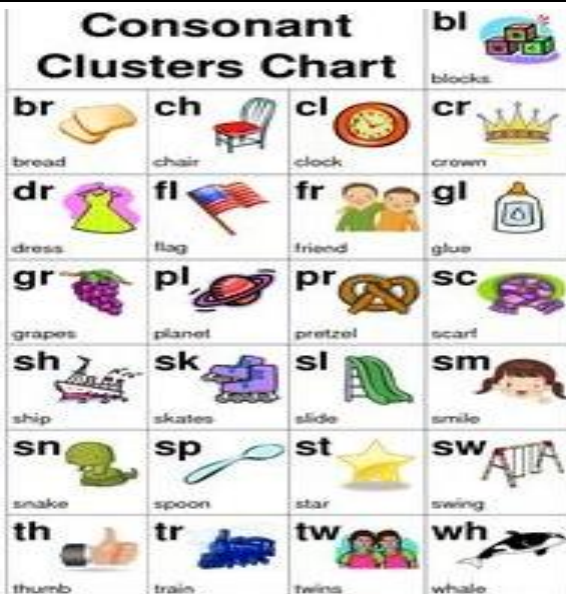 Consonant
Clusters Chart
bl
blocks
br
bread
ch
chair
cl
clock
cr
crown
dr
dress
fl
flag
fr
friend
gl
glue
gr
grapes
pl
planet
pr
pretzel
sc
scarf
sh
ship
sk
skates
sl
slide
sm
smile
sn
snake
sp
spoon
st
star
sw
swing
th
thumb
tr
train
tw
twins
wh
whale